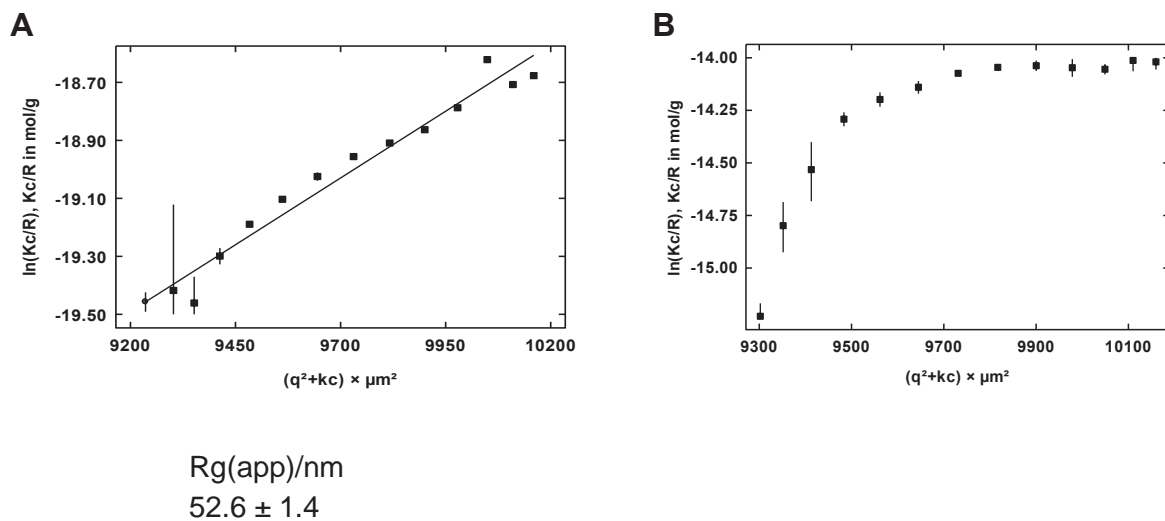 A
B
ln(Kc/R), Kc/R in mol/g
-18.70
-18.90
-19.10
-19.30
-19.50
9200 9450 9700 9950 10200
(q²+kc) × µm²
ln(Kc/R), Kc/R in mol/g
-14.00
-14.25
-14.50
-14.75
-15.00
9300 9500 9700 9900 10100
(q²+kc) × µm²
Rg(app)/nm
52.6 ± 1.4